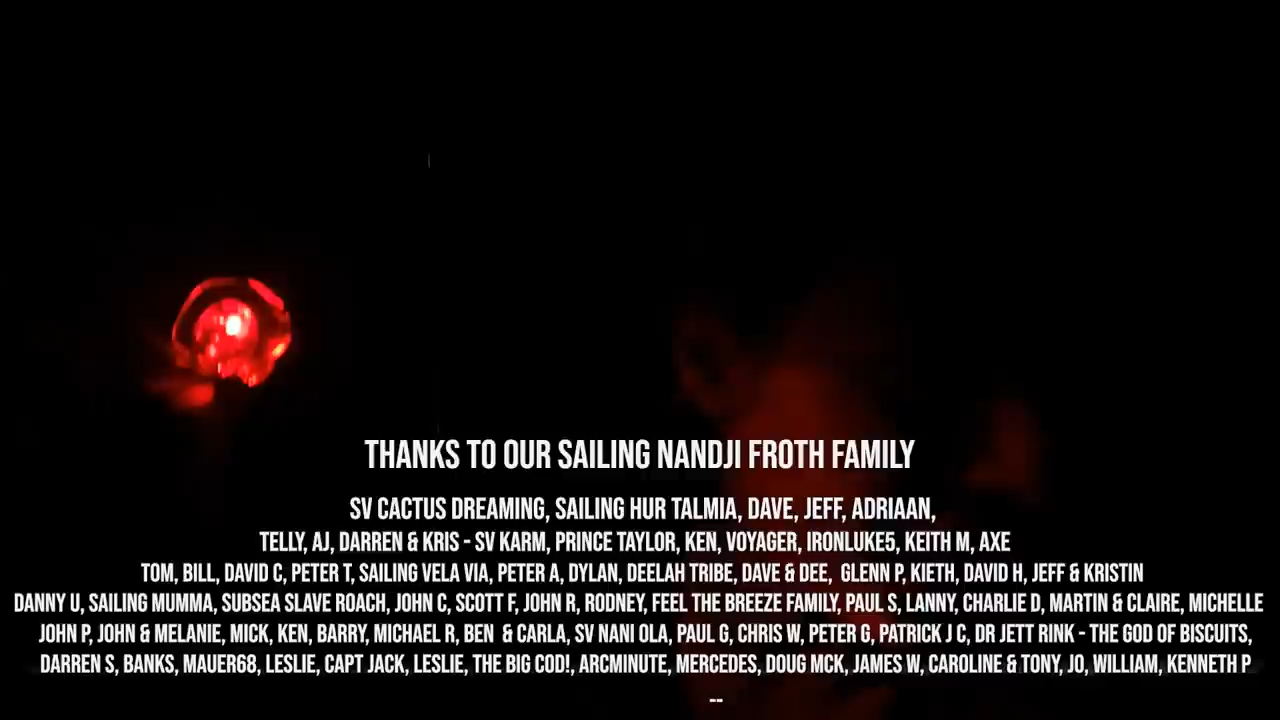 THANKS TO OUR SAILING NANDJI FROTH FAMILY
SV CACTUS DREAMING, SAILING HUR TALMIA, DAVE, JEFF, ADRIAAN,
TELLY, AJ, DARREN & KRIS - SV KARM, PRINCE TAYLOR, KEN, VOYAGER, IRONLUKE5, KEITH M, AXE
TOM, BILL, DAVID C, PETER T, SAILING VELA VIA, PETER A, DYLAN, DEELAH TRIBE, DAVE & DEE,  GLENN P, KIETH, DAVID H, JEFF & KRISTIN
DANNY U, SAILING MUMMA, SUBSEA SLAVE ROACH, JOHN C, SCOTT F, JOHN R, RODNEY, FEEL THE BREEZE FAMILY, PAUL S, LANNY, CHARLIE D, MARTIN & CLAIRE, MICHELLE
JOHN P, JOHN & MELANIE, MICK, KEN, BARRY, MICHAEL R, BEN  & CARLA, SV NANI OLA, PAUL G, CHRIS W, PETER G, PATRICK J C, DR JETT RINK - THE GOD OF BISCUITS,
DARREN S, BANKS, MAUER68, LESLIE, CAPT JACK, LESLIE, THE BIG COD!, ARCMINUTE, MERCEDES, DOUG MCK, JAMES W, CAROLINE & TONY, JO, WILLIAM, KENNETH P
--